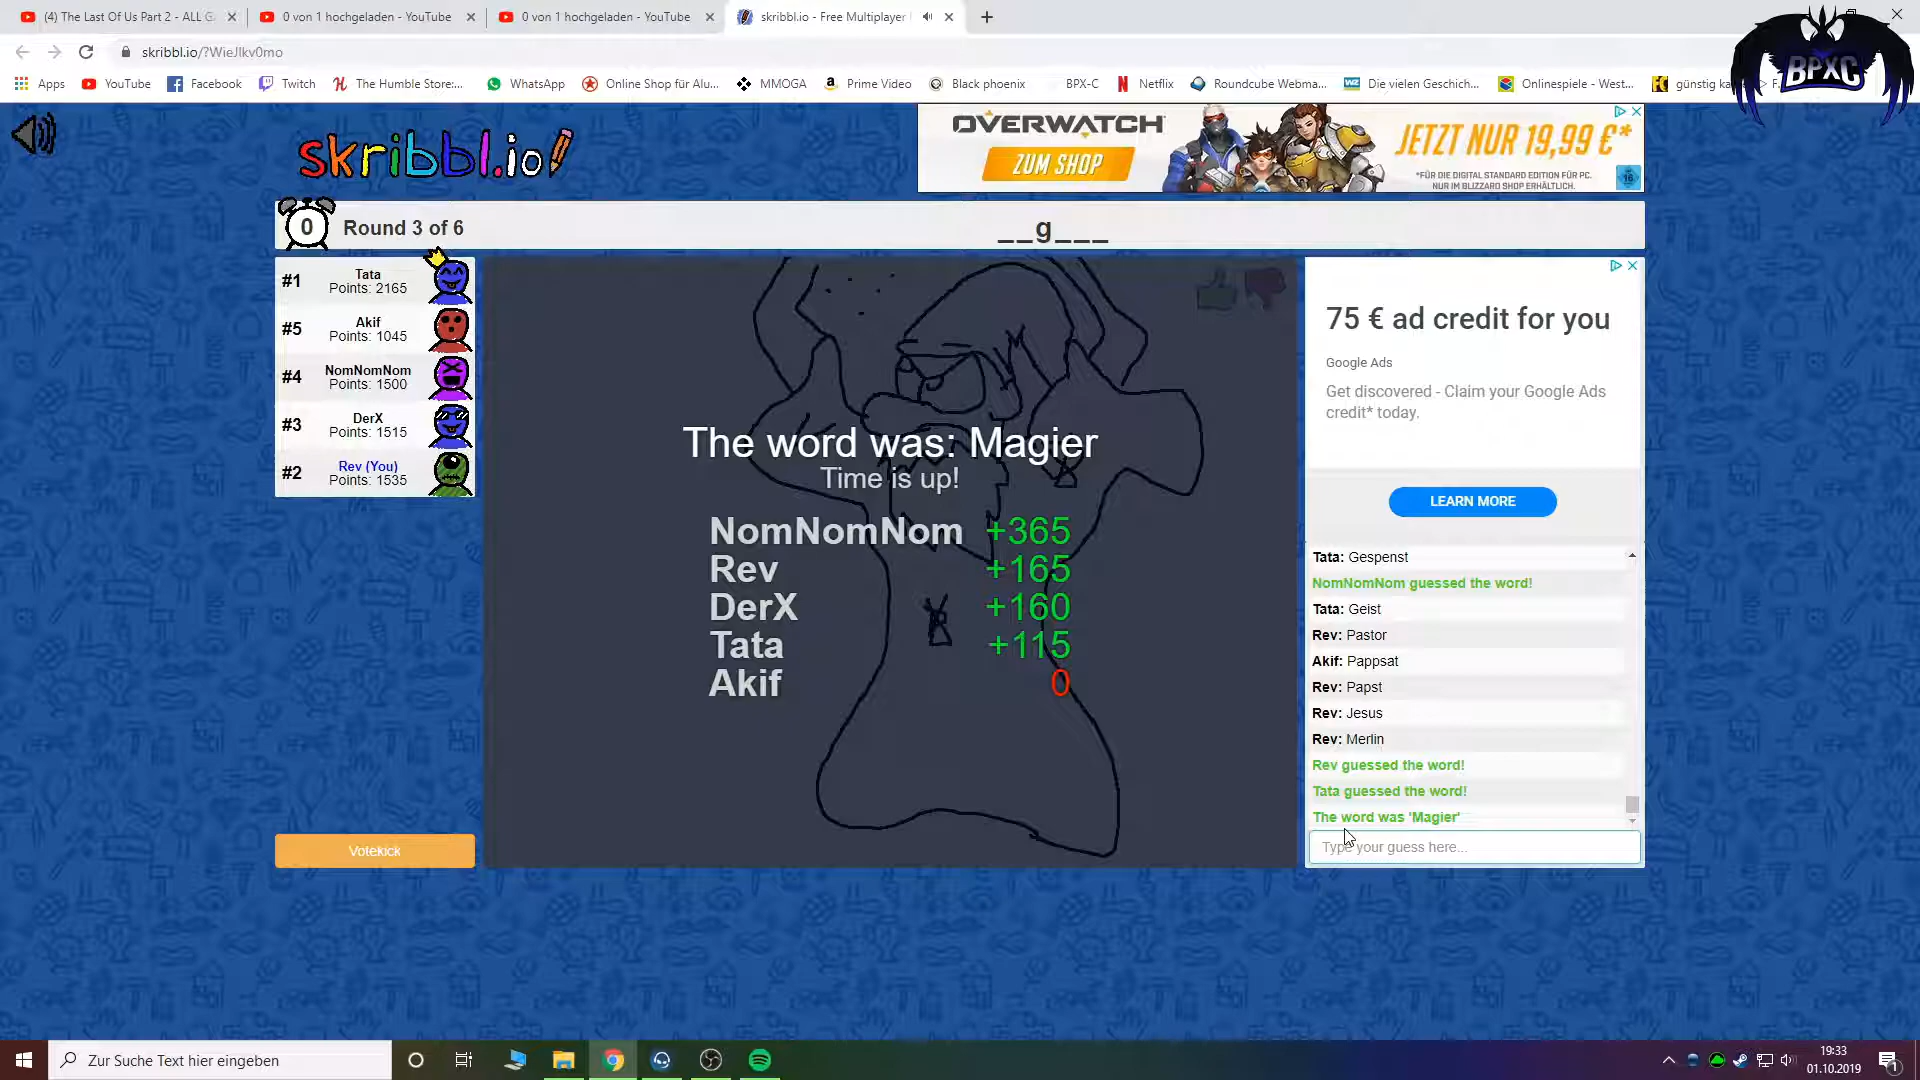 (4) The Last Of Us Part 2 - ALL G
0 von 1 hochgeladen - YouTube
0 von 1 hochgeladen - YouTube
skribbl.io - Free Multiplayer
skribbl.io/?WieJlkv0mo
Apps
YouTube
Facebook
Twitch
The Humble Store:...
WhatsApp
Online Shop für Alu...
MMOGA
Prime Video
Black phoenix
BPX-C
Netflix
Roundcube Webma...
Die vielen Geschich...
Onlinespiele - West...
günstig ka
BPXC
skribbl.io
OVERWATCH
ZUM SHOP
JETZT NUR 19,99 €*
*FÜR DIE DIGITAL STANDARD EDITION FÜR PC.
NUR IM BLIZZARD SHOP ERHÄLTLICH.
16
0
Round 3 of 6
__g___
#1
Tata
Points: 2165
#5
Akif
Points: 1045
#4
NomNomNom
Points: 1500
#3
DerX
Points: 1515
#2
Rev (You)
Points: 1535
Votekick
The word was: Magier
Time is up!
NomNomNom +365
Rev +165
DerX +160
Tata +115
Akif 0
75 € ad credit for you
Google Ads
Get discovered - Claim your Google Ads
credit* today.
LEARN MORE
Tata: Gespenst
NomNomNom guessed the word!
Tata: Geist
Rev: Pastor
Akif: Pappsat
Rev: Papst
Rev: Jesus
Rev: Merlin
Rev guessed the word!
Tata guessed the word!
The word was 'Magier'
Type your guess here...
Zur Suche Text hier eingeben
19:33
01.10.2019
1